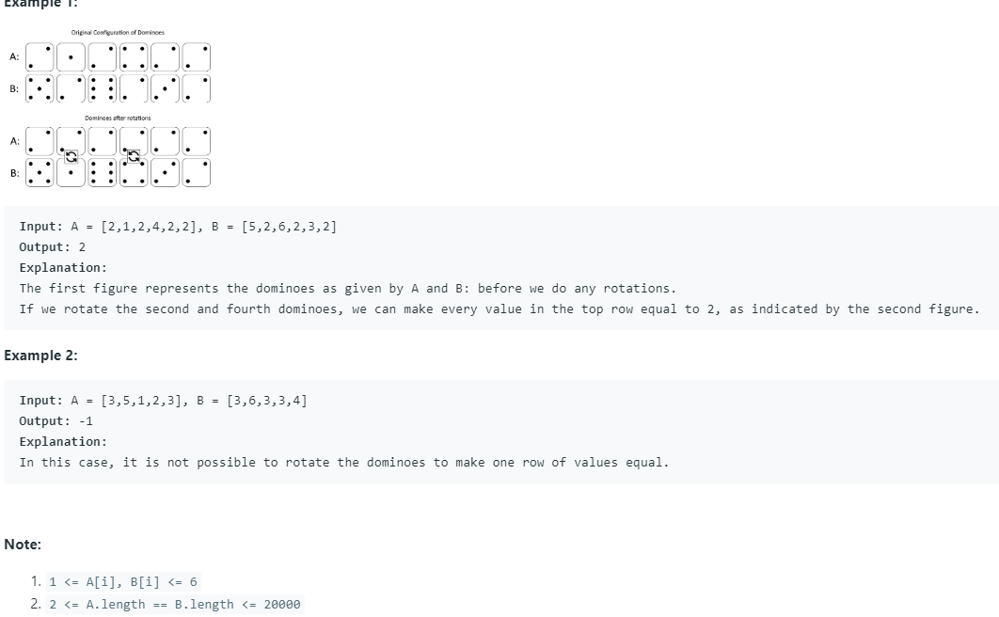 Example 1:
Original Configuration of Dominoes
A:
B:
Dominoes after rotations
A:
B:
Input: A = [2,1,2,4,2,2], B = [5,2,6,2,3,2]
Output: 2
Explanation:
The first figure represents the dominoes as given by A and B: before we do any rotations.
If we rotate the second and fourth dominoes, we can make every value in the top row equal to 2, as indicated by the second figure.
Example 2:
Input: A = [3,5,1,2,3], B = [3,6,3,3,4]
Output: -1
Explanation:
In this case, it is not possible to rotate the dominoes to make one row of values equal.
Note:
1. 1 <= A[i], B[i] <= 6
2. 2 <= A.length == B.length <= 20000